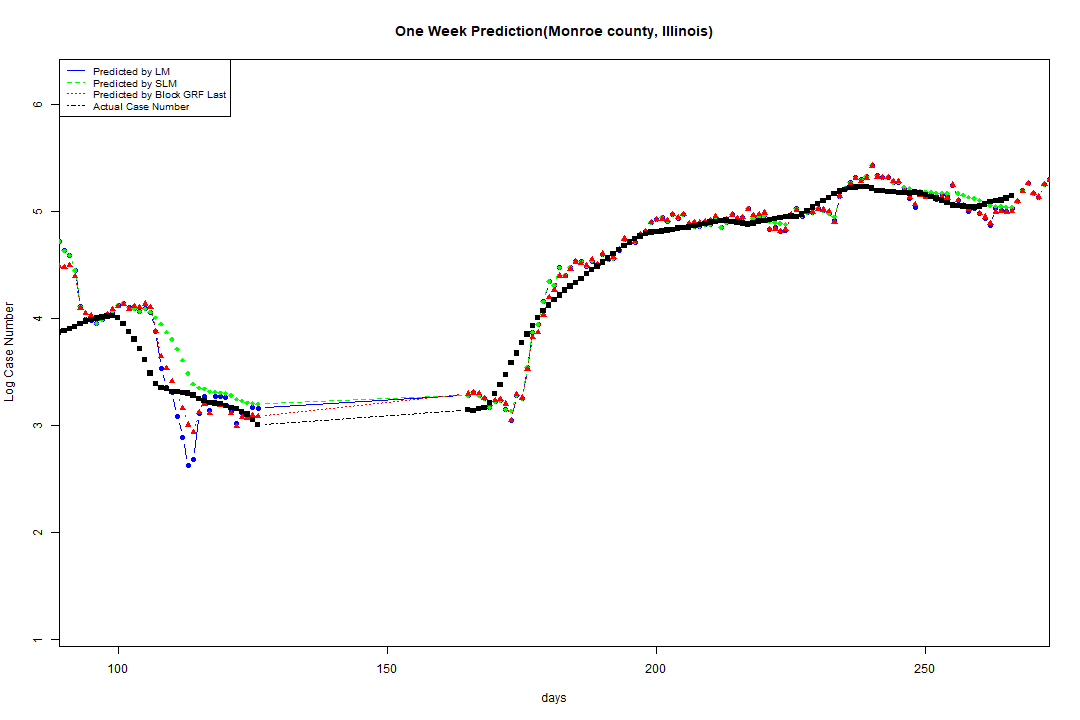 One Week Prediction(Monroe county, Illinois)
Predicted by LM
Predicted by SLM
Predicted by Block GRF Last
Actual Case Number
6
5
4
3
2
1
Log Case Number
100 150 200 250
days